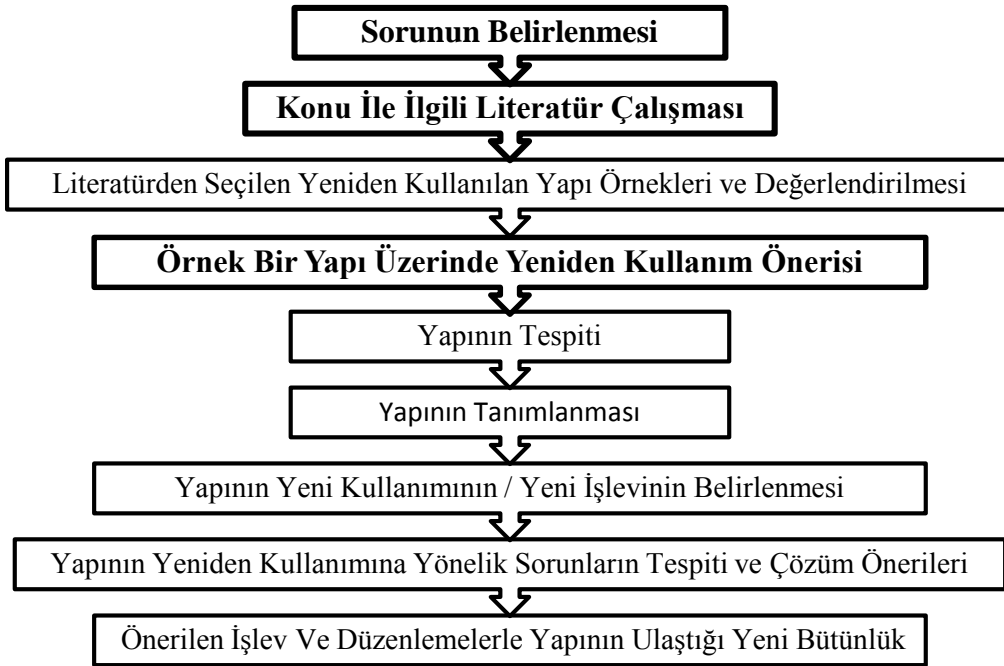 Sorunun Belirlenmesi
Konu İle İlgili Literatür Çalışması
Literatürden Seçilen Yeniden Kullanılan Yapı Örnekleri ve Değerlendirilmesi
Örnek Bir Yapı Üzerinde Yeniden Kullanım Önerisi
Yapının Tespiti
Yapının Tanımlanması
Yapının Yeni Kullanımının / Yeni İşlevinin Belirlenmesi
Yapının Yeniden Kullanımına Yönelik Sorunların Tespiti ve Çözüm Önerileri
Önerilen İşlev Ve Düzenlemelerle Yapının Ulaştığı Yeni Bütünlük